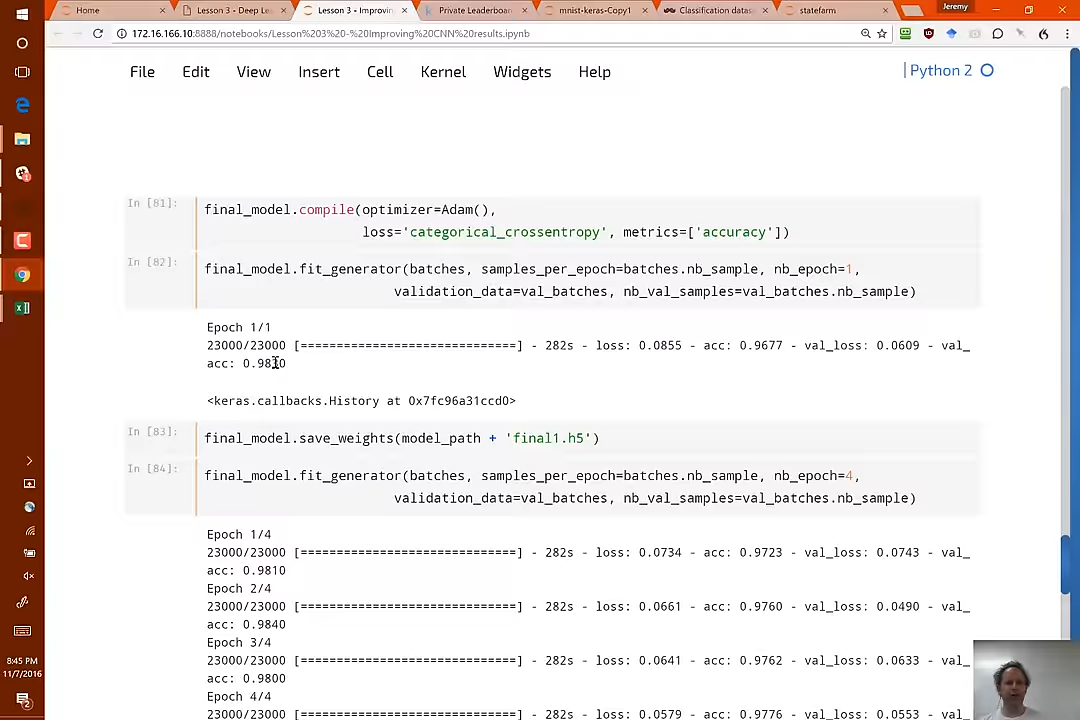 Home
Lesson 3 - Deep Le
Lesson 3 - Improvin
Private Leaderboar
mnist-keras-Copy1
Classification datas
statefarm
Jeremy
172.16.166.10:8888/notebooks/Lesson%203%20-%20Improving%20CNN%20results.ipynb
File Edit View Insert Cell Kernel Widgets Help
Python 2
In [81]:
final_model.compile(optimizer=Adam(),
loss='categorical_crossentropy', metrics=['accuracy'])
In [82]:
final_model.fit_generator(batches, samples_per_epoch=batches.nb_sample, nb_epoch=1,
validation_data=val_batches, nb_val_samples=val_batches.nb_sample)
Epoch 1/1
23000/23000 [==============================] - 282s - loss: 0.0855 - acc: 0.9677 - val_loss: 0.0609 - val_
acc:
<keras.callbacks.History at 0x7fc96a31ccd0>
In [83]:
final_model.save_weights(model_path + 'final1.h5')
In [84]:
final_model.fit_generator(batches, samples_per_epoch=batches.nb_sample, nb_epoch=4,
validation_data=val_batches, nb_val_samples=val_batches.nb_sample)
Epoch 1/4
23000/23000 [==============================] - 282s - loss: 0.0734 - acc: 0.9723 - val_loss: 0.0743 - val_
acc: 0.9810
Epoch 2/4
23000/23000 [==============================] - 282s - loss: 0.0661 - acc: 0.9760 - val_loss: 0.0490 - val_
acc: 0.9840
Epoch 3/4
23000/23000 [==============================] - 282s - loss: 0.0641 - acc: 0.9762 - val_loss: 0.0633 - val_
acc: 0.9800
Epoch 4/4
23000/23000 [==============================] - 282s - loss: 0.0579 - acc: 0.9776 - val_loss: 0.0553 - val_
8:45 PM
11/7/2016